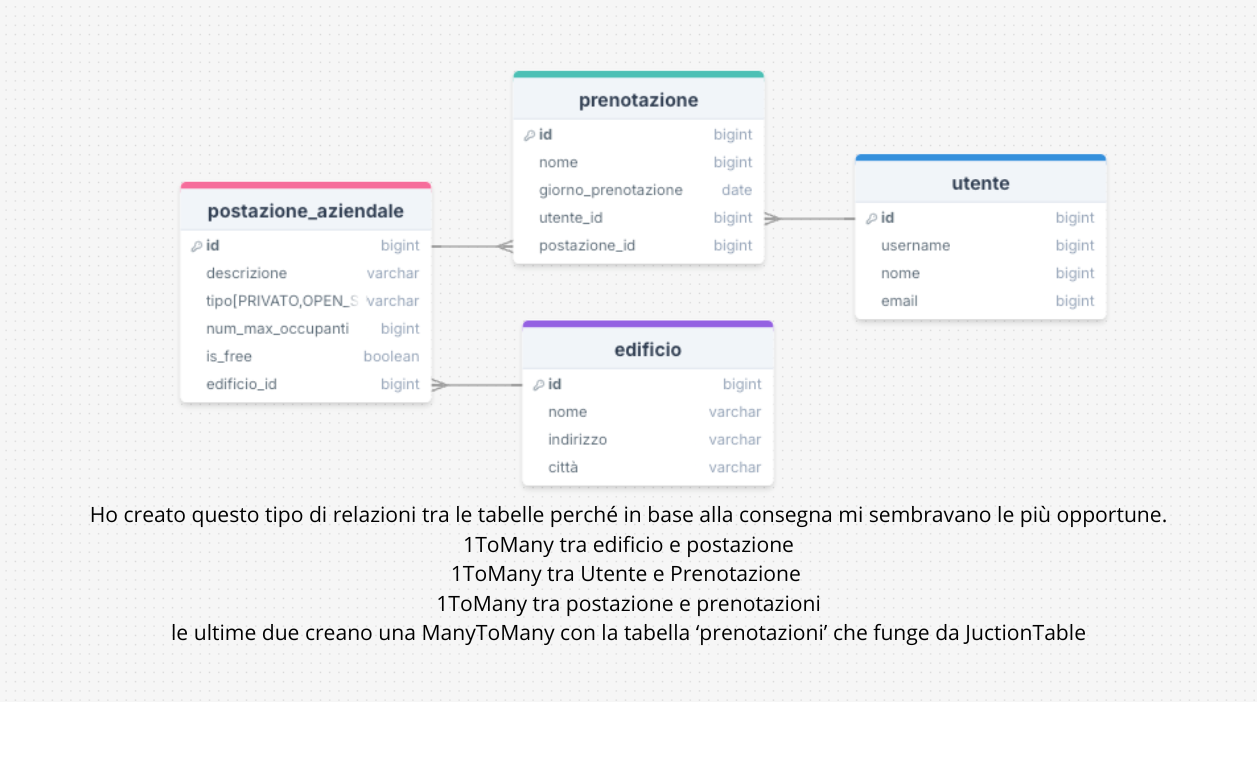 prenotazione
id bigint
nome bigint
giorno_prenotazione date
utente_id bigint
postazione_id bigint
utente
id bigint
username bigint
nome bigint
email bigint
postazione_aziendale
id bigint
descrizione varchar
tipo[PRIVATO,OPEN_S varchar
num_max_occupanti bigint
is_free boolean
edificio_id bigint
edificio
id bigint
nome varchar
indirizzo varchar
città varchar
Ho creato questo tipo di relazioni tra le tabelle perché in base alla consegna mi sembravano le più opportune.
1ToMany tra edificio e postazione
1ToMany tra Utente e Prenotazione
1ToMany tra postazione e prenotazioni
le ultime due creano una ManyToMany con la tabella ‘prenotazioni’ che funge da JuctionTable